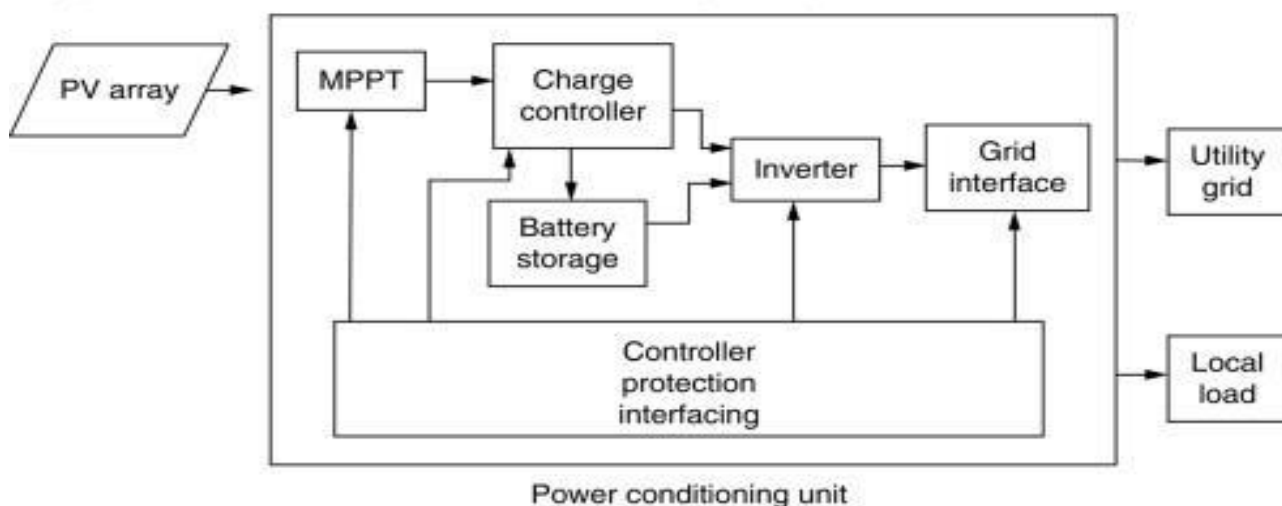 PV array
MPPT
Charge
controller
Battery
storage
Inverter
Grid
interface
Utility
grid
Controller
protection
interfacing
Local
load
Power conditioning unit